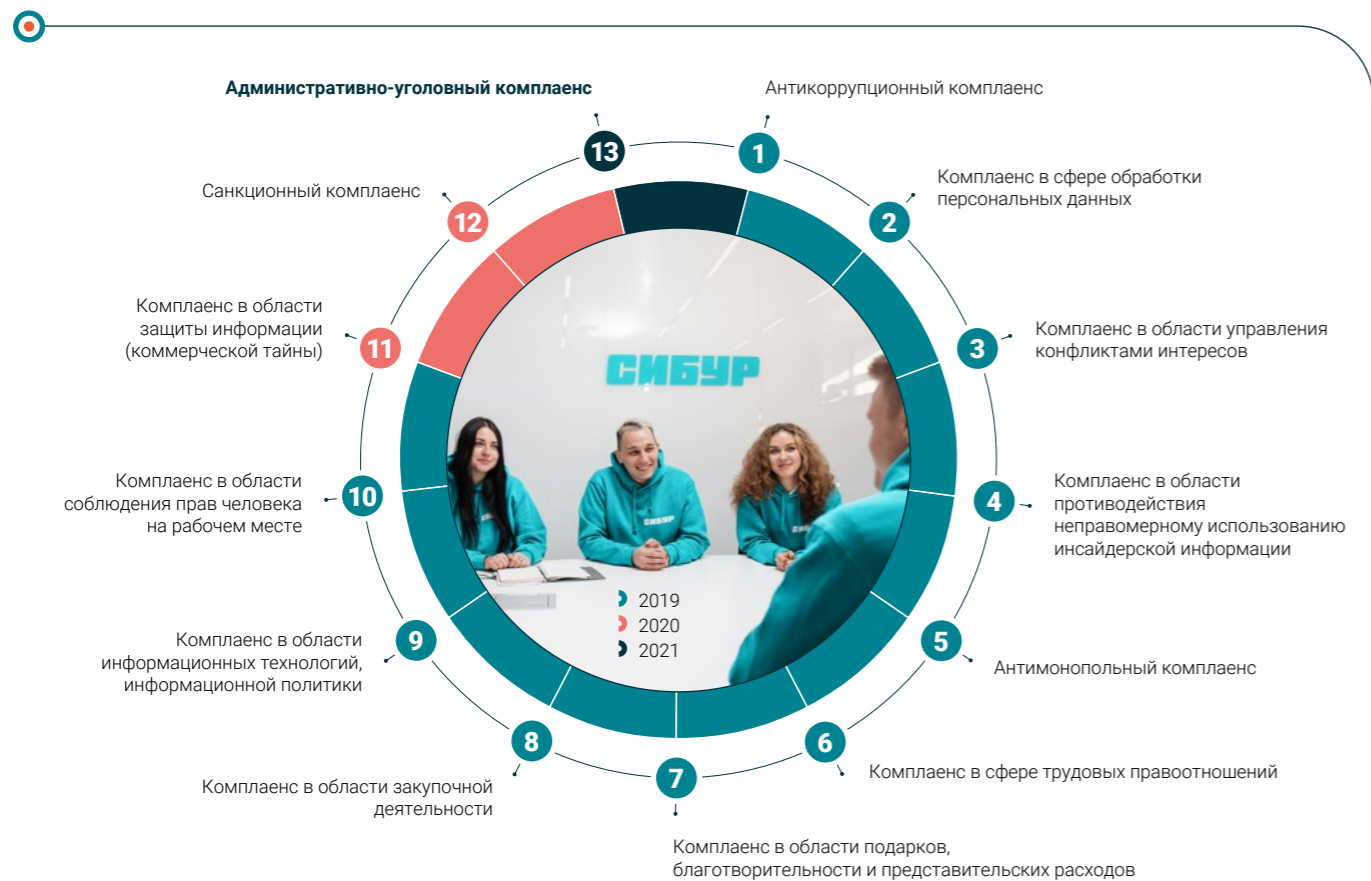 Административно-уголовный комплаенс
13
Антикоррупционный комплаенс
1
Комплаенс в сфере обработки
персональных данных
2
Комплаенс в области управления
конфликтами интересов
3
Комплаенс в области
противодействия
неправомерному использованию
инсайдерской информации
4
Антимонопольный комплаенс
5
Комплаенс в сфере трудовых правоотношений
6
Комплаенс в области подарков,
благотворительности и представительских расходов
7
Комплаенс в области закупочной
деятельности
8
Комплаенс в области
информационных технологий,
информационной политики
9
Комплаенс в области
соблюдения прав человека
на рабочем месте
10
Комплаенс в области
защиты информации
(коммерческой тайны)
11
Санкционный комплаенс
12
СИБУР
СИБУР
СИБУР
СИБУР
2019
2020
2021